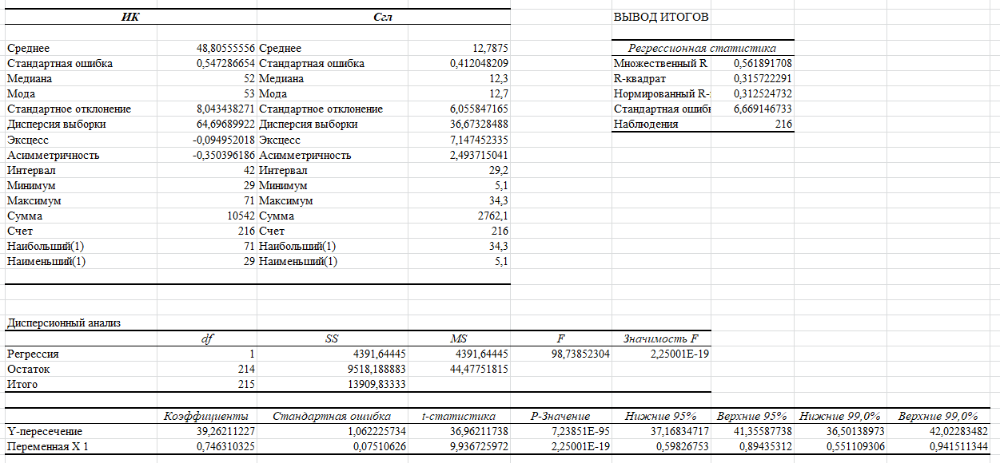 ИК Сгл ВЫВОД ИТОГОВ
Среднее 48,80555556 Среднее 12,7875 Регрессионная статистика
Стандартная ошибка 0,547286654 Стандартная ошибка 0,412048209 Множественный R 0,561891708
Медиана 52 Медиана 12,3 R-квадрат 0,315722291
Мода 53 Мода 12,7 Нормированный R- 0,312524732
Стандартное отклонение 8,043438271 Стандартное отклонение 6,055847165 Стандартная ошибк 6,669146733
Дисперсия выборки 64,69689922 Дисперсия выборки 36,67328488 Наблюдения 216
Эксцесс -0,094952018 Эксцесс 7,147452335
Асимметричность -0,350396186 Асимметричность 2,493715041
Интервал 42 Интервал 29,2
Минимум 29 Минимум 5,1
Максимум 71 Максимум 34,3
Сумма 10542 Сумма 2762,1
Счет 216 Счет 216
Наибольший(1) 71 Наибольший(1) 34,3
Наименьший(1) 29 Наименьший(1) 5,1
Дисперсионный анализ
df SS MS F Значимость F
Регрессия 1 4391,64445 4391,64445 98,73852304 2,25001E-19
Остаток 214 9518,188883 44,47751815
Итого 215 13909,83333
Коэффициенты Стандартная ошибка t-статистика P-Значение Нижние 95% Верхние 95% Нижние 99,0% Верхние 99,0%
Y-пересечение 39,26211227 1,062225734 36,96211738 7,23851E-95 37,16834717 41,35587738 36,50138973 42,02283482
Переменная X 1 0,746310325 0,07510626 9,936725972 2,25001E-19 0,59826753 0,89435312 0,551109306 0,941511344